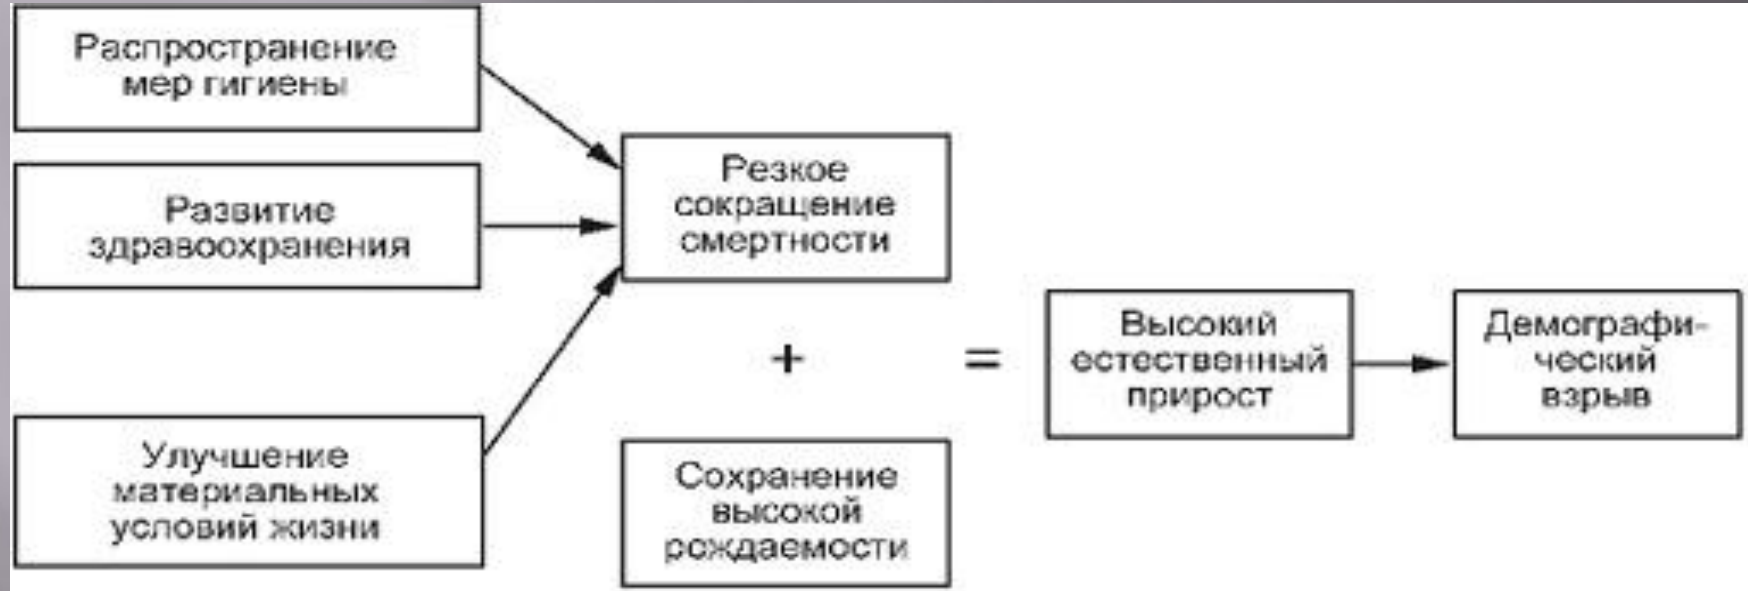 Распространение
мер гигиены
Развитие
здравоохранения
Улучшение
материальных
условий жизни
Резкое
сокращение
смертности
+
Сохранение
высокой
рождаемости
=
Высокий
естественный
прирост
Демографи-
ческий
взрыв